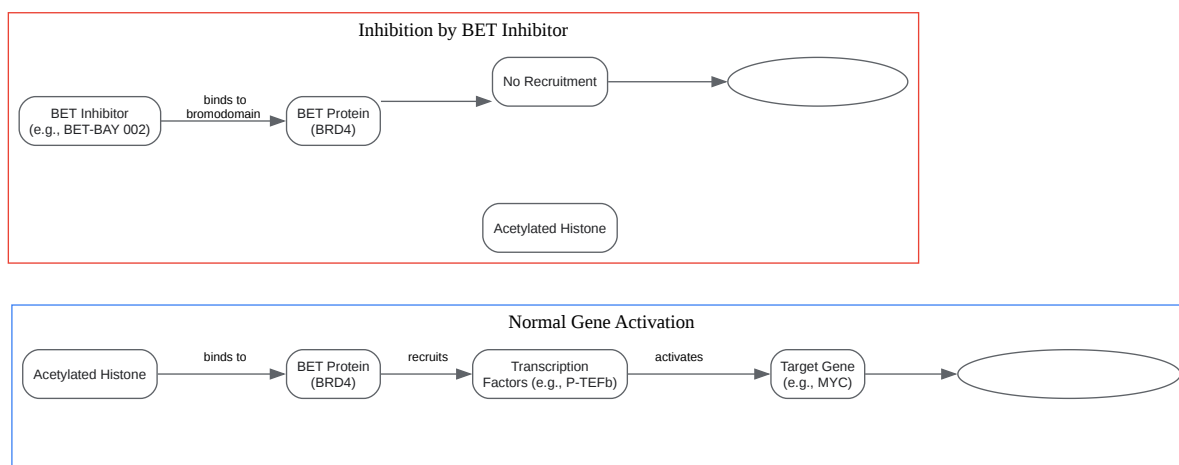 Inhibition by BET Inhibitor
No Recruitment
BET Inhibitor
(e.g., BET-BAY 002)
binds to
bromodomain
BET Protein
(BRD4)
Acetylated Histone
Normal Gene Activation
Acetylated Histone
binds to
BET Protein
(BRD4)
recruits
Transcription
Factors (e.g., P-TEFb)
activates
Target Gene
(e.g., MYC)